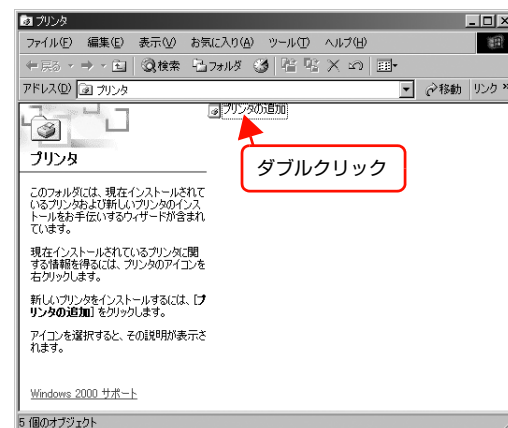 プリンタ
ファイル(F) 編集(E) 表示(V) お気に入り(A) ツール(T) ヘルプ(H)
戻る 検索 フォルダ
アドレス(D) プリンタ 移動 リンク »
プリンタの追加
ダブルクリック
プリンタ
このフォルダには、現在インストールされて
いるプリンタおよび新しいプリンタのインス
トールをお手伝いするウィザードが含まれ
ています。
現在インストールされているプリンタに関
する情報を得るには、プリンタのアイコンを
右クリックします。
新しいプリンタをインストールするには、[プ
リンタの追加] をクリックします。
アイコンを選択すると、その説明が表示さ
れます。
Windows 2000 サポート
5 個のオブジェクト